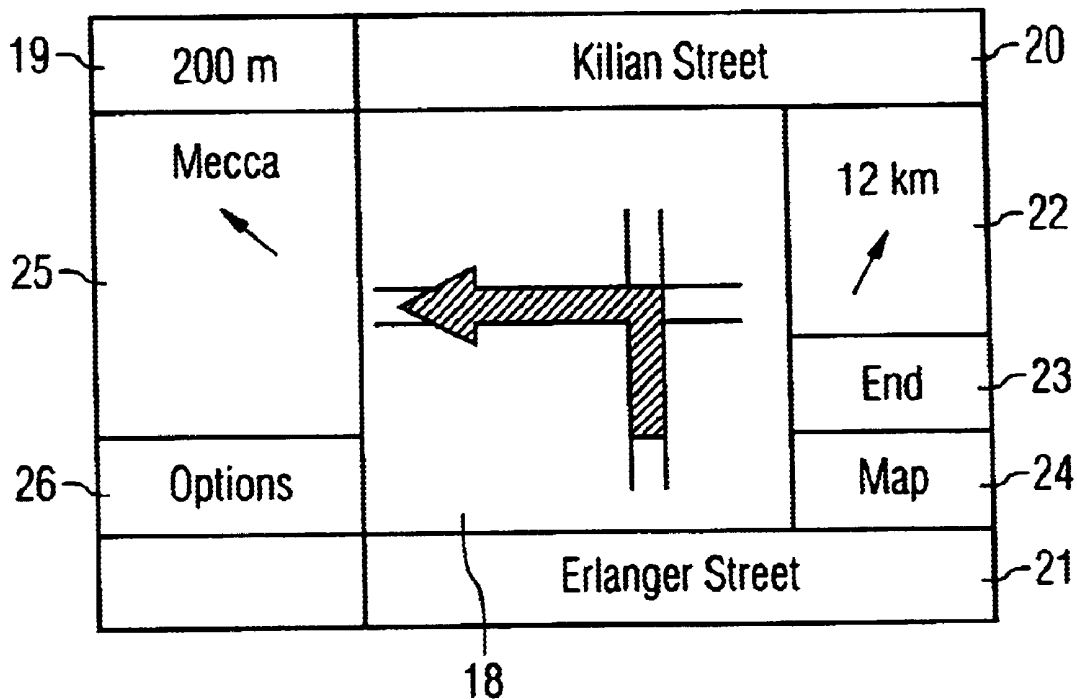 19
200 m
Kilian Street
20
Mecca
12 km
22
25
End
23
26
Options
Map
24
Erlanger Street
21
18